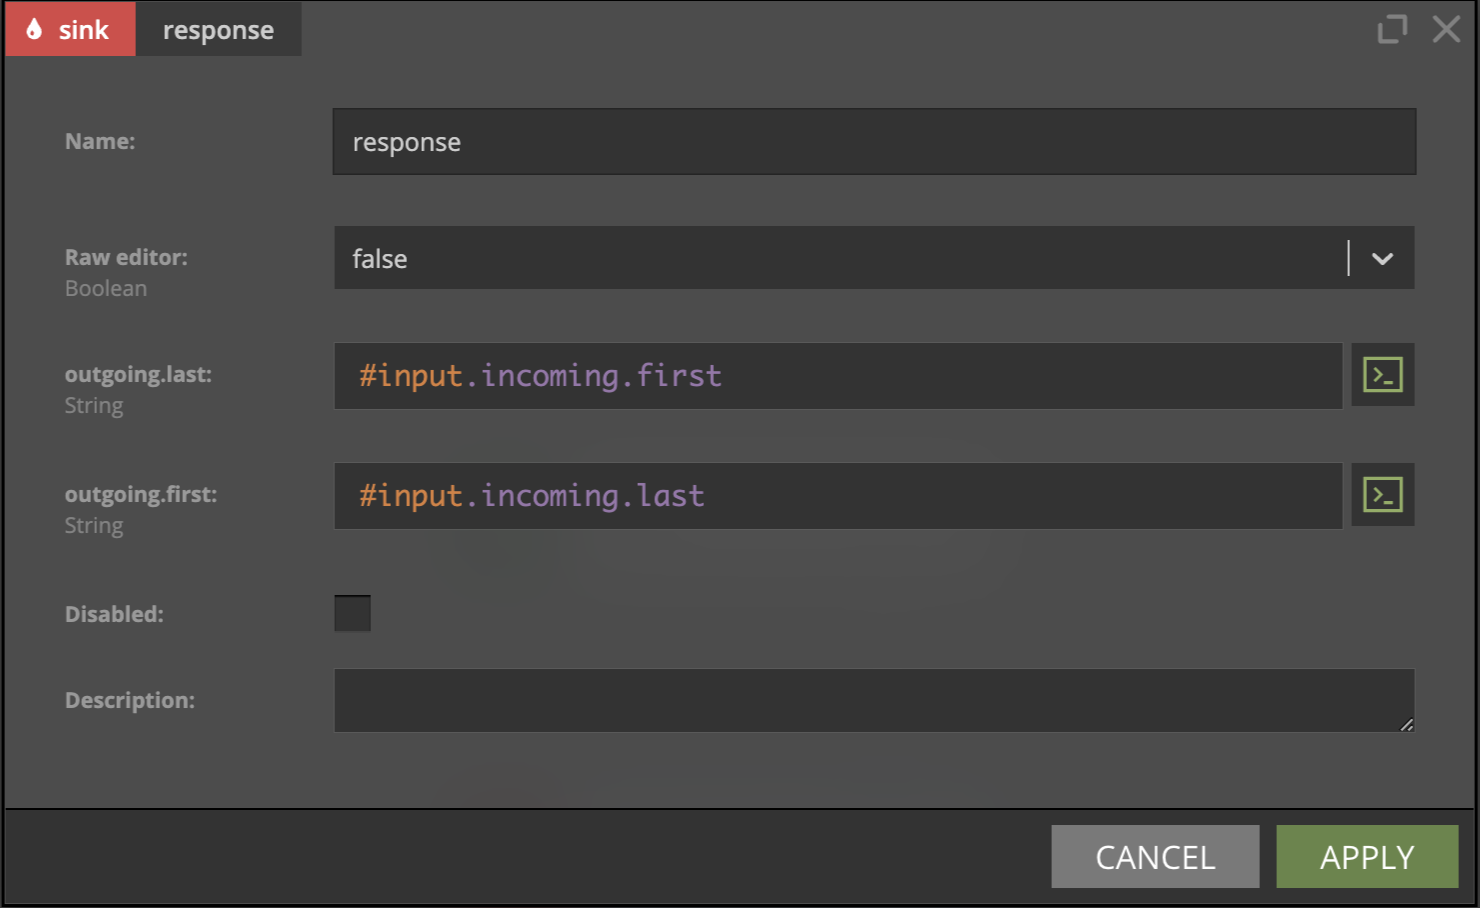 sink response
Name: response
Raw editor: false
Boolean
outgoing.last: #input.incoming.first
String
outgoing.first: #input.incoming.last
String
Disabled:
Description:
CANCEL APPLY